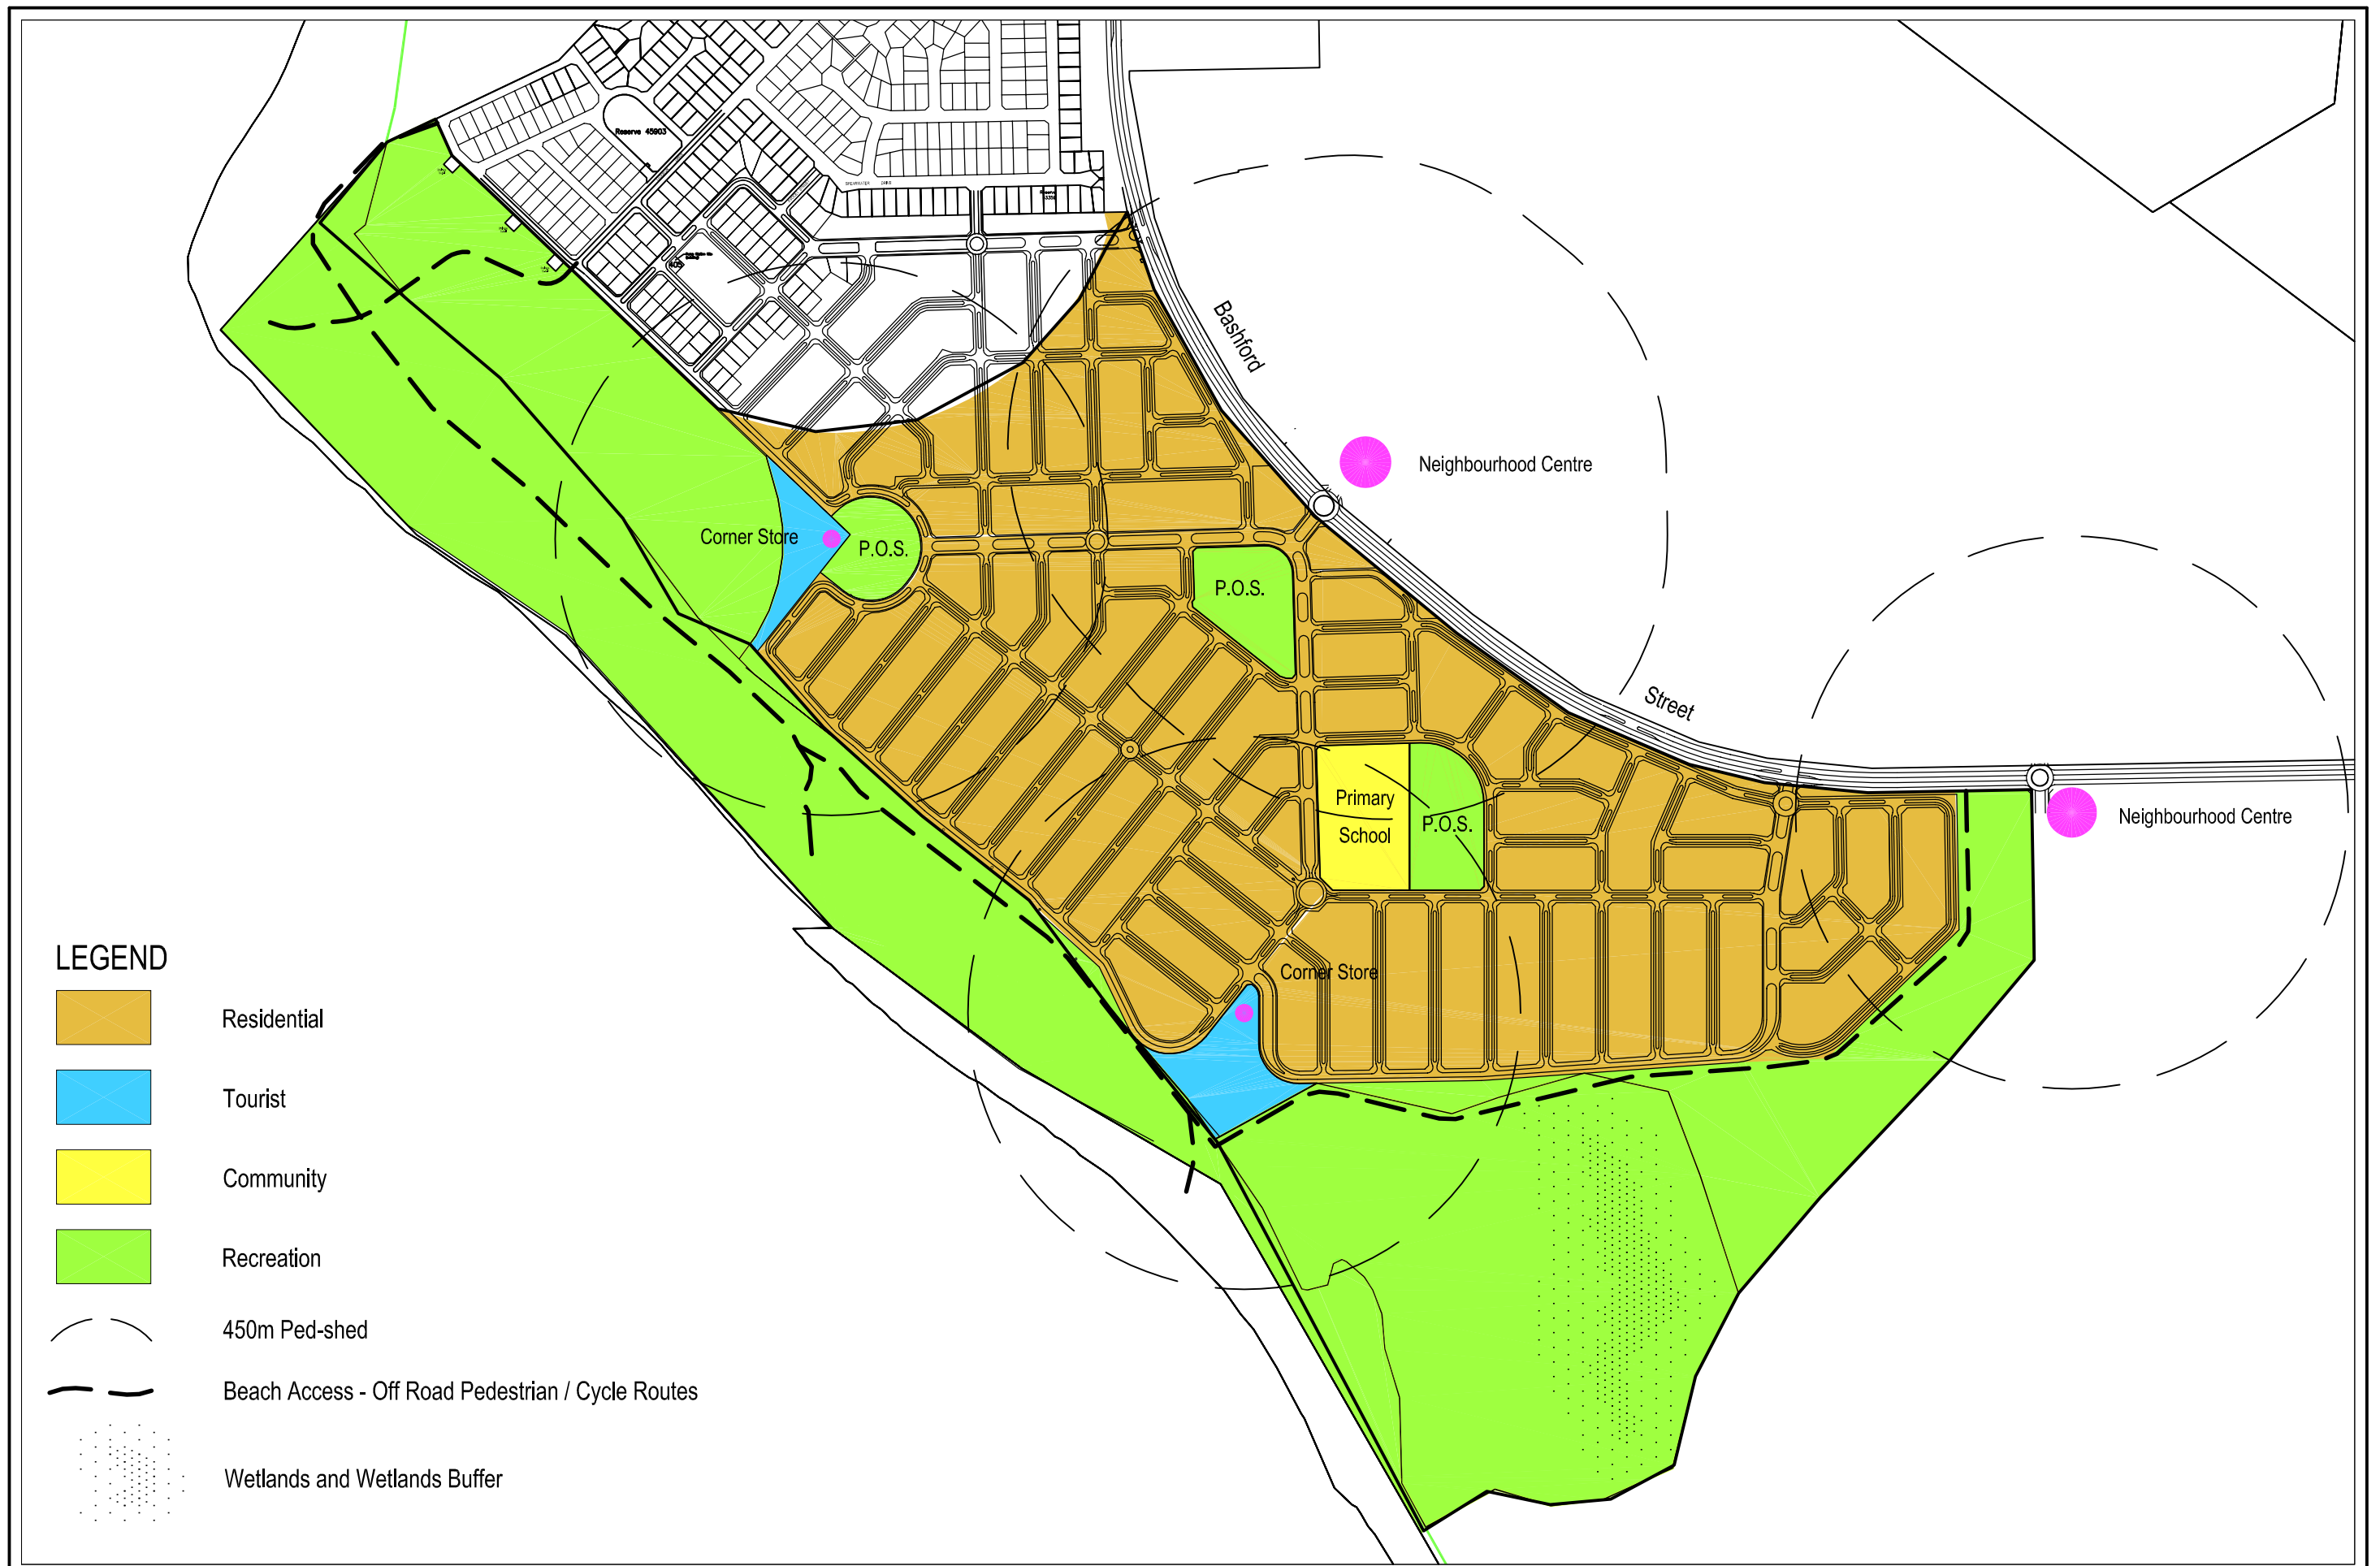 Reserve 45903
Bashford
Neighbourhood Centre
Corner Store
P.O.S.
P.O.S.
Street
Primary
School
P.O.S.
Neighbourhood Centre
Corner Store
LEGEND
Residential
Tourist
Community
Recreation
450m Ped-shed
Beach Access - Off Road Pedestrian / Cycle Routes
Wetlands and Wetlands Buffer